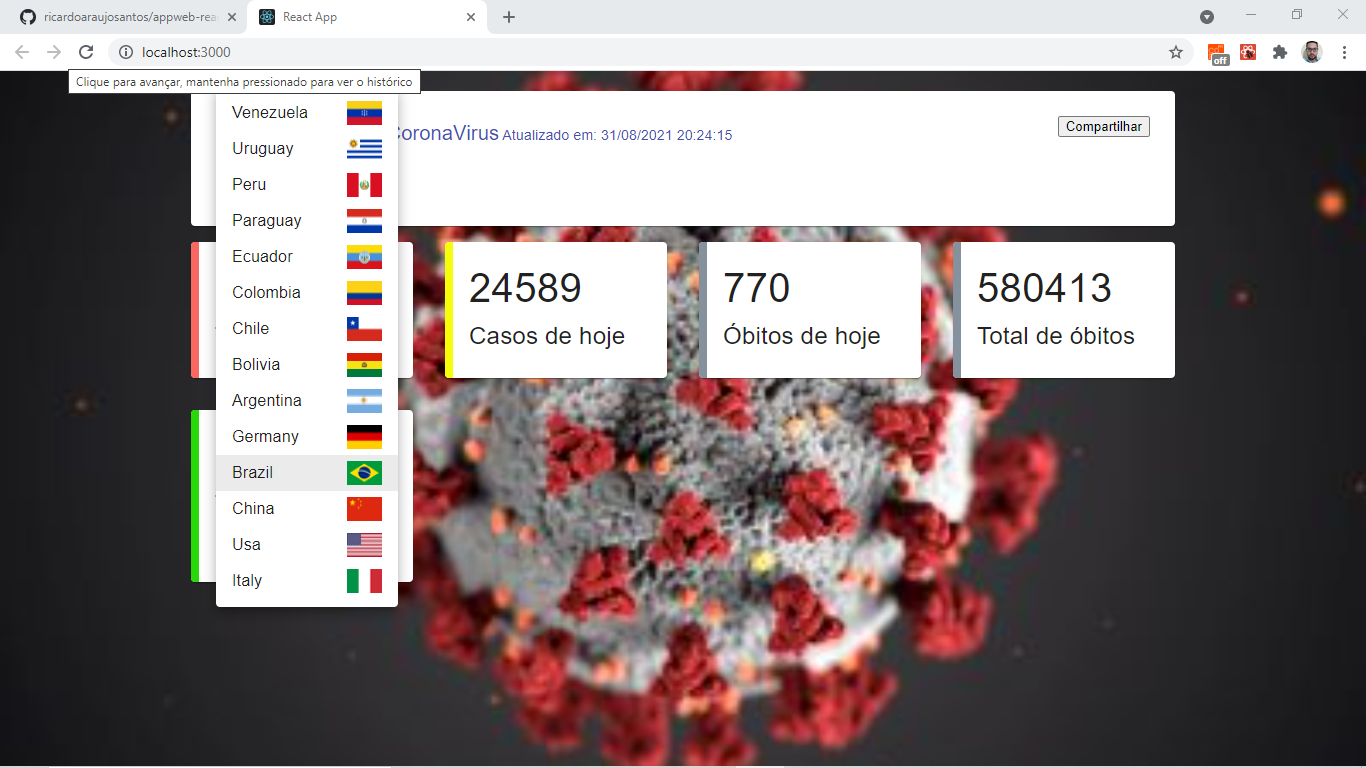 ricardoaraujosantos/appweb-rea
React App
localhost:3000
off
Clique para avançar, mantenha pressionado para ver o histórico
CoronaVirus Atualizado em: 31/08/2021 20:24:15
Compartilhar
Venezuela
Uruguay
Peru
Paraguay
Ecuador
Colombia
Chile
Bolivia
Argentina
Germany
Brazil
China
Usa
Italy
24589
Casos de hoje
770
Óbitos de hoje
580413
Total de óbitos